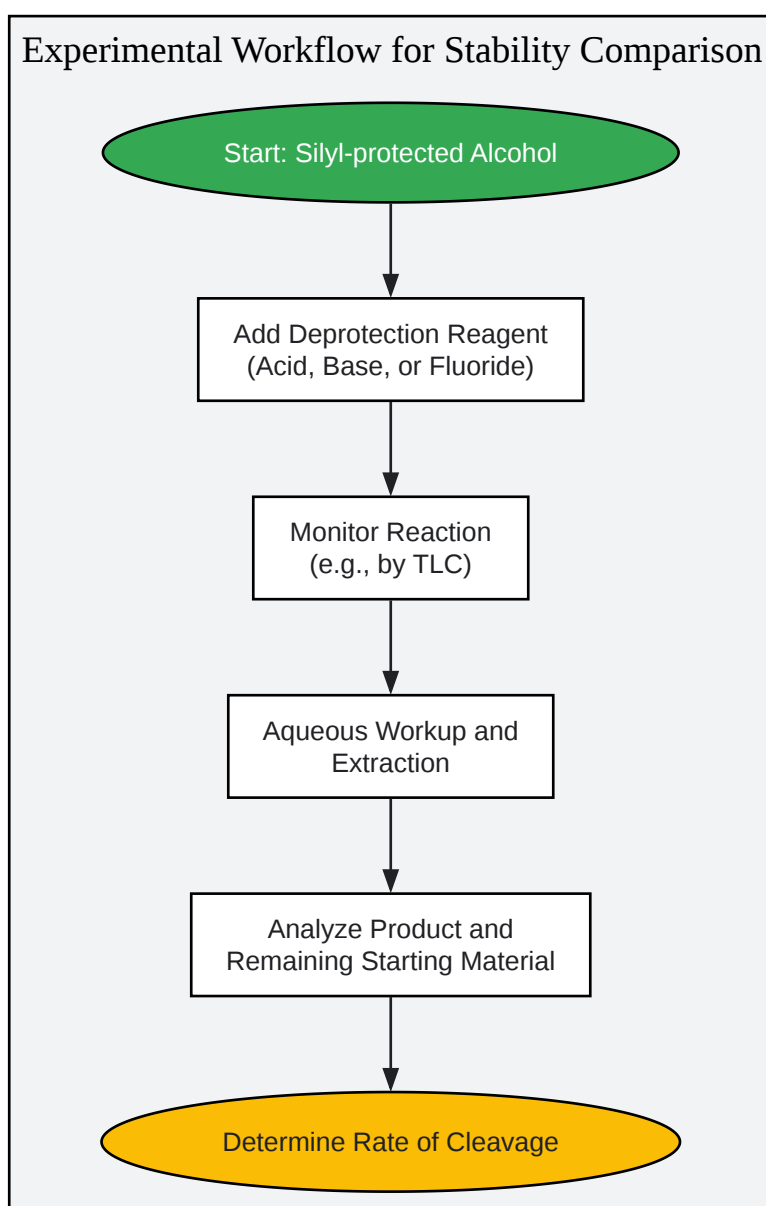 Experimental Workflow for Stability Comparison
Start: Silyl-protected Alcohol
Add Deprotection Reagent
(Acid, Base, or Fluoride)
Monitor Reaction
(e.g., by TLC)
Aqueous Workup and
Extraction
Analyze Product and
Remaining Starting Material
Determine Rate of Cleavage